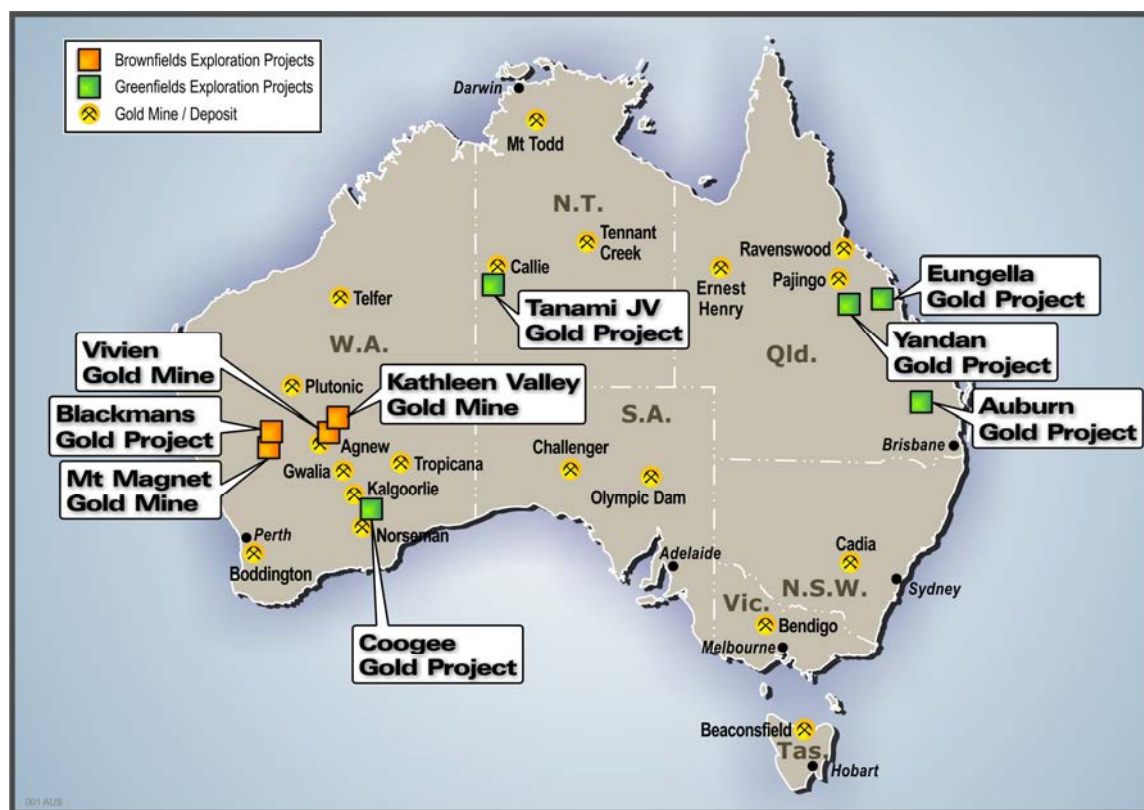 Brownfields Exploration Projects
Greenfields Exploration Projects
Gold Mine / Deposit
Darwin
Mt Todd
N.T.
Tennant
Creek
Callie
Tanami JV
Gold Project
Telfer
W.A.
Ravenswood
Pajingo
Ernest
Henry
Eungella
Gold Project
Yandan
Gold Project
Qld.
Auburn
Gold Project
Brisbane
Vivien
Gold Mine
Plutonic
Kathleen Valley
Gold Mine
Blackmans
Gold Project
Mt Magnet
Gold Mine
Agnew
Gwalia
Tropicana
Kalgoorlie
Norseman
Perth
Boddington
Coogee
Gold Project
S.A.
Challenger
Olympic Dam
Adelaide
Cadia
N.S.W.
Sydney
Vic.
Bendigo
Melbourne
Beaconsfield
Tas.
Hobart
001 AUS